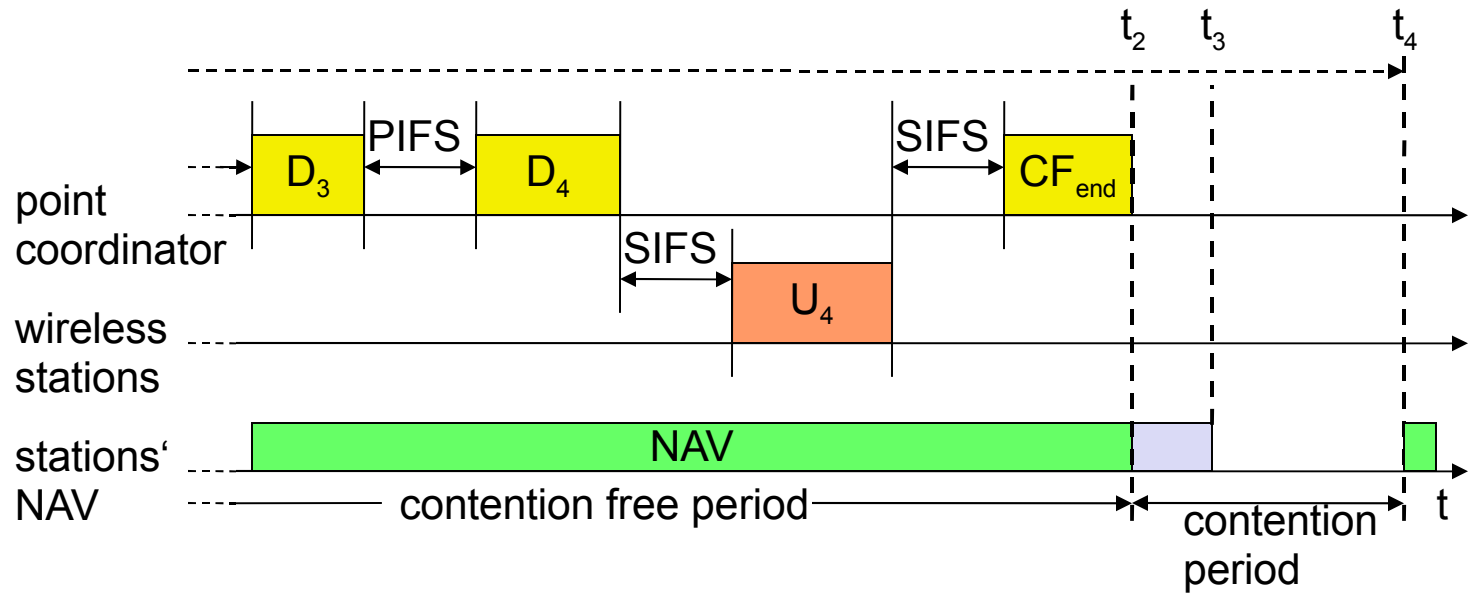 t₂ t₃ t₄
PIFS SIFS
D₃ D₄ CFₑₙd
point
coordinator
SIFS
U₄
wireless
stations
NAV
stations‘
NAV
contention free period
t
contention
period